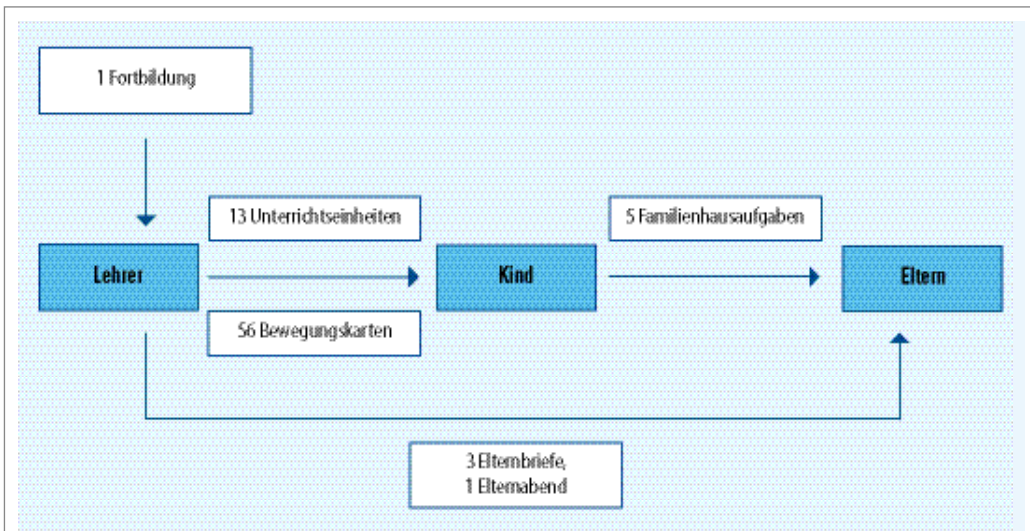 1 Fortbildung
13 Unterrichtseinheiten
5 Familienhausaufgaben
Lehrer
Kind
Eltern
56 Bewegungskarten
3 Elternbriefe,
1 Elternabend